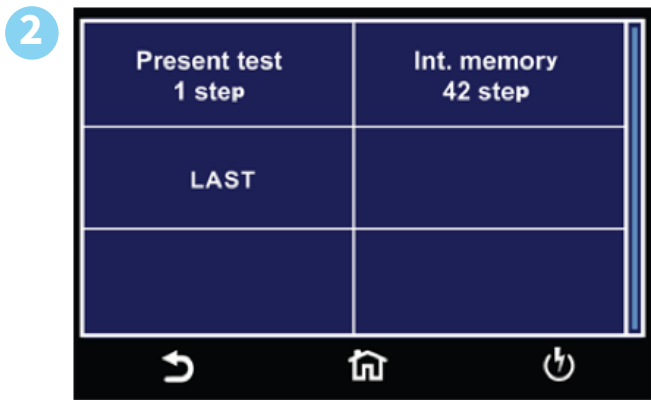 2
Present test
1 step
Int. memory
42 step
LAST